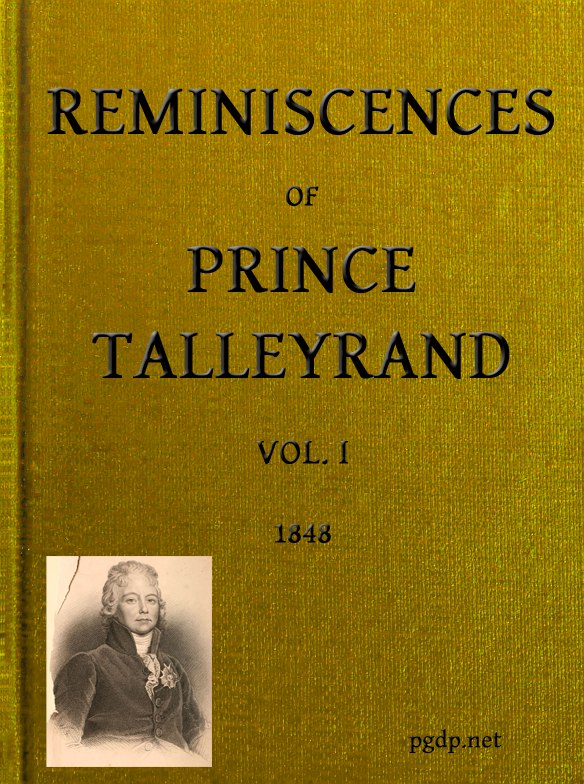 REMINISCENCES
OF
PRINCE
TALLEYRAND
VOL. I
1848
pgdp.net